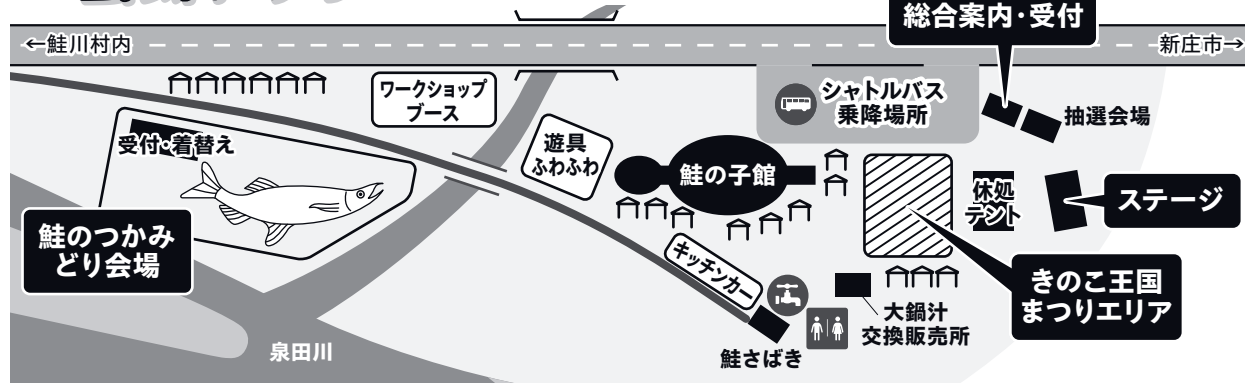 総合案内・受付
←鮭川村内
新庄市→
ワークショップ
ブース
シャトルバス
乗降場所
抽選会場
受付・着替え
遊具
ふわふわ
鮭の子館
休処
テント
ステージ
鮭のつかみ
どり会場
キッチンカー
きのこ王国
まつりエリア
大鍋汁
交換販売所
泉田川
鮭さばき